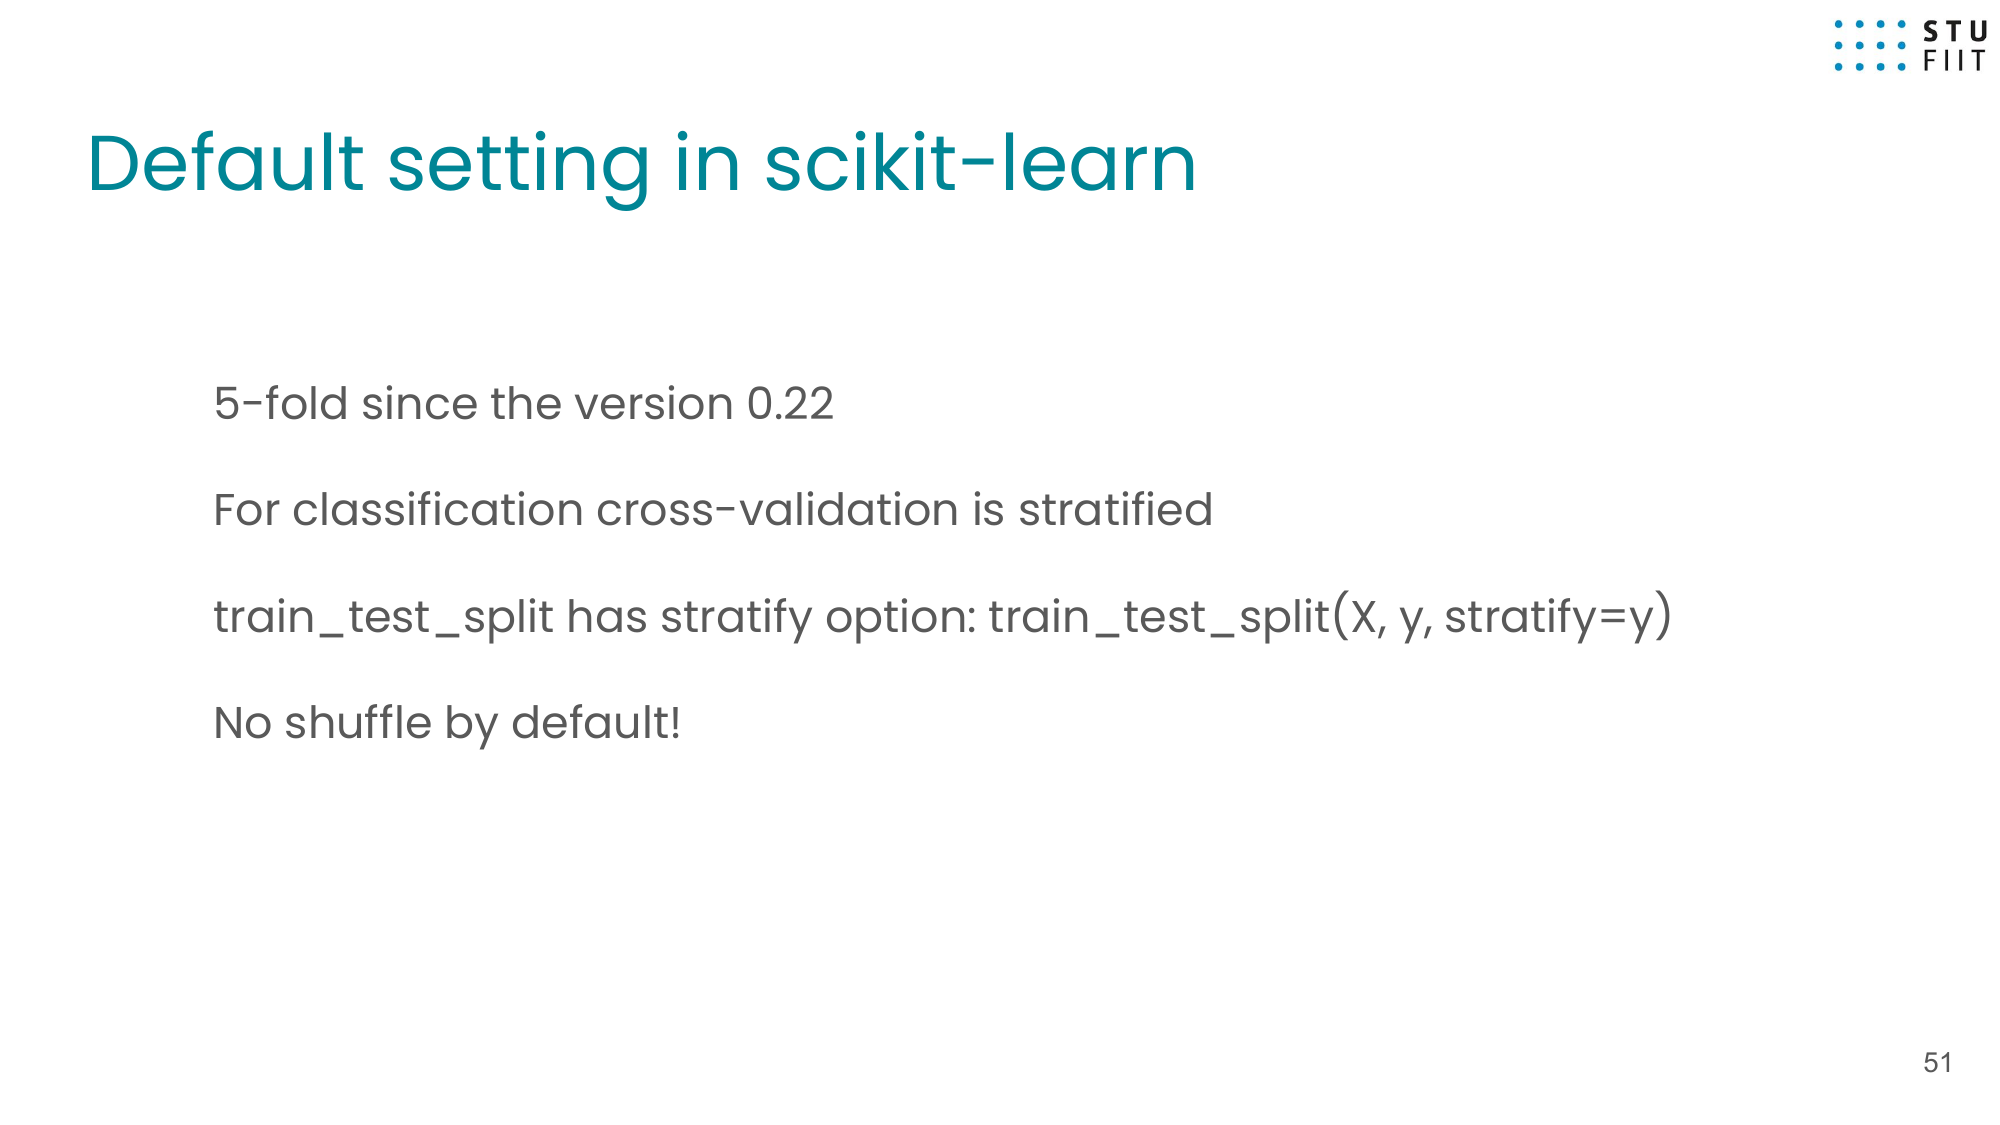 STU
FIIT
Default setting in scikit-learn
5-fold since the version 0.22
For classification cross-validation is stratified
train_test_split has stratify option: train_test_split(X, y, stratify=y)
No shuffle by default!
51